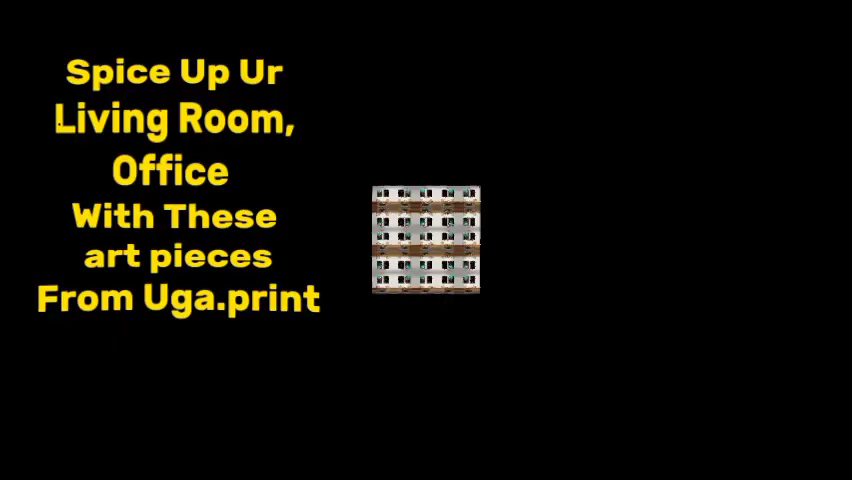 Spice Up Ur
Living Room,
Office
With These
art pieces
From Uga.print